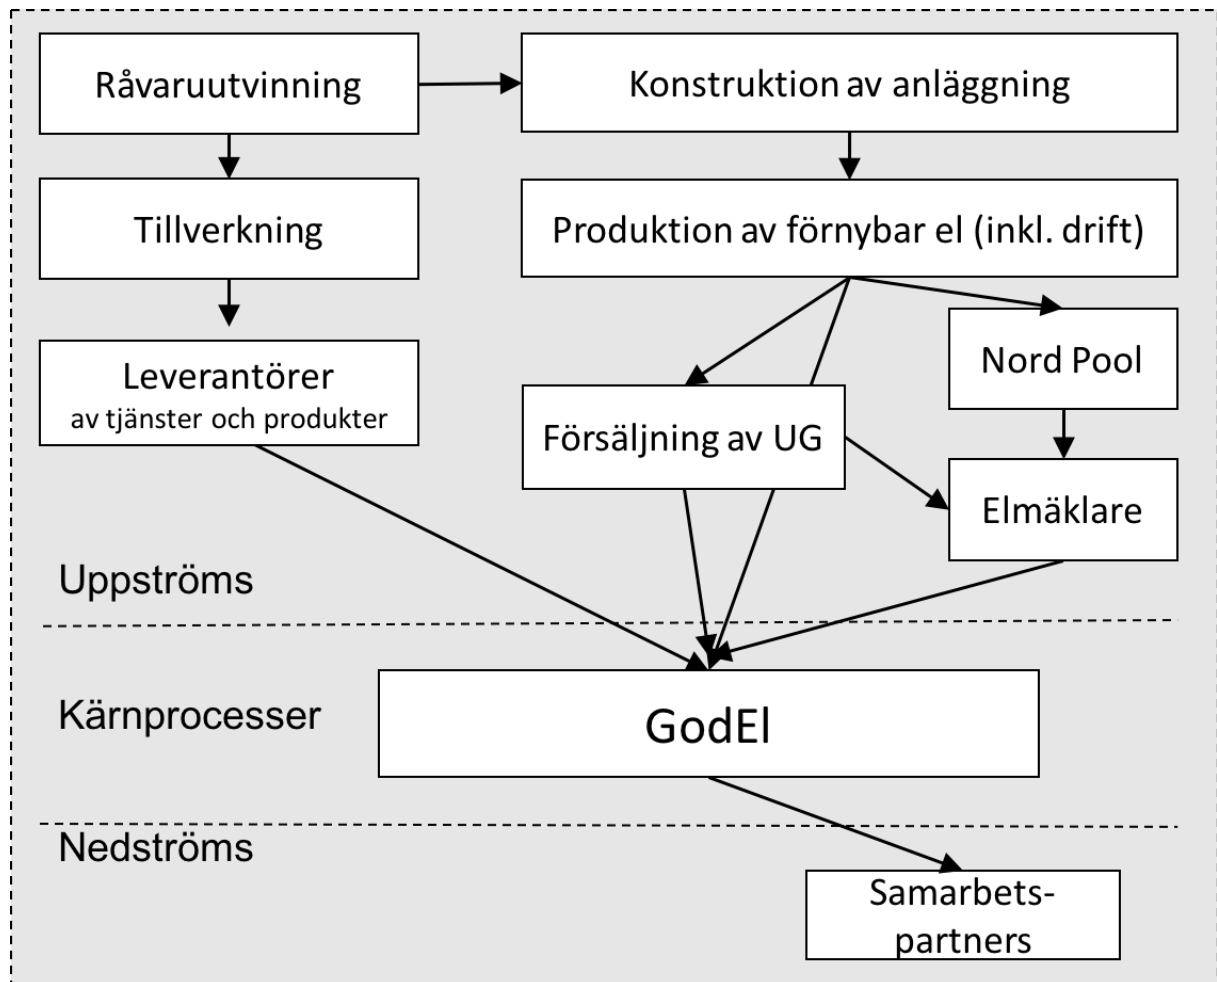 Råvaruutvinning
Konstruktion av anläggning
Tillverkning
Produktion av förnybar el (inkl. drift)
Leverantörer
av tjänster och produkter
Nord Pool
Försäljning av UG
Elmäklare
Uppströms
Kärnprocesser
GodEl
Nedströms
Samarbets-
partners